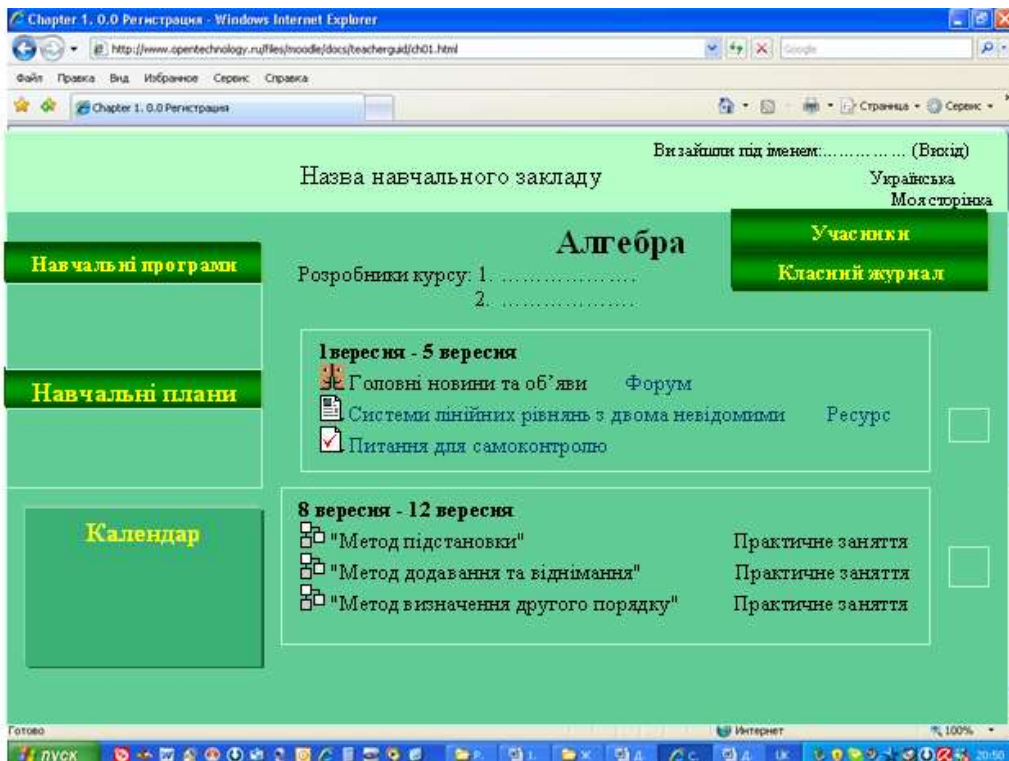 Chapter 1. 0.0 Регистрация - Windows Internet Explorer
http://www.opentechnology.ru/files/moodle/docs/teacherguid/ch01.html
Google
Файл Правка Вид Избранное Сервис Справка
Chapter 1. 0.0 Регистрация
Страница Сервис
Ви зайшли під іменем:…………… (Вихід)
Назва навчального закладу
Українська
Моя сторінка
Учасники
Алгебра
Навчальні програми
Класний журнал
Розробники курсу: 1. …………………
2. …………………
1вересня - 5 вересня
Головні новини та об’яви Форум
Навчальні плани
Системи лінійних рівнянь з двома невідомими Ресурс
Питання для самоконтролю
8 вересня - 12 вересня
Календар
"Метод підстановки" Практичне заняття
"Метод додавання та віднімання" Практичне заняття
"Метод визначення другого порядку" Практичне заняття
Готово Интернет 100%
пуск 20:50